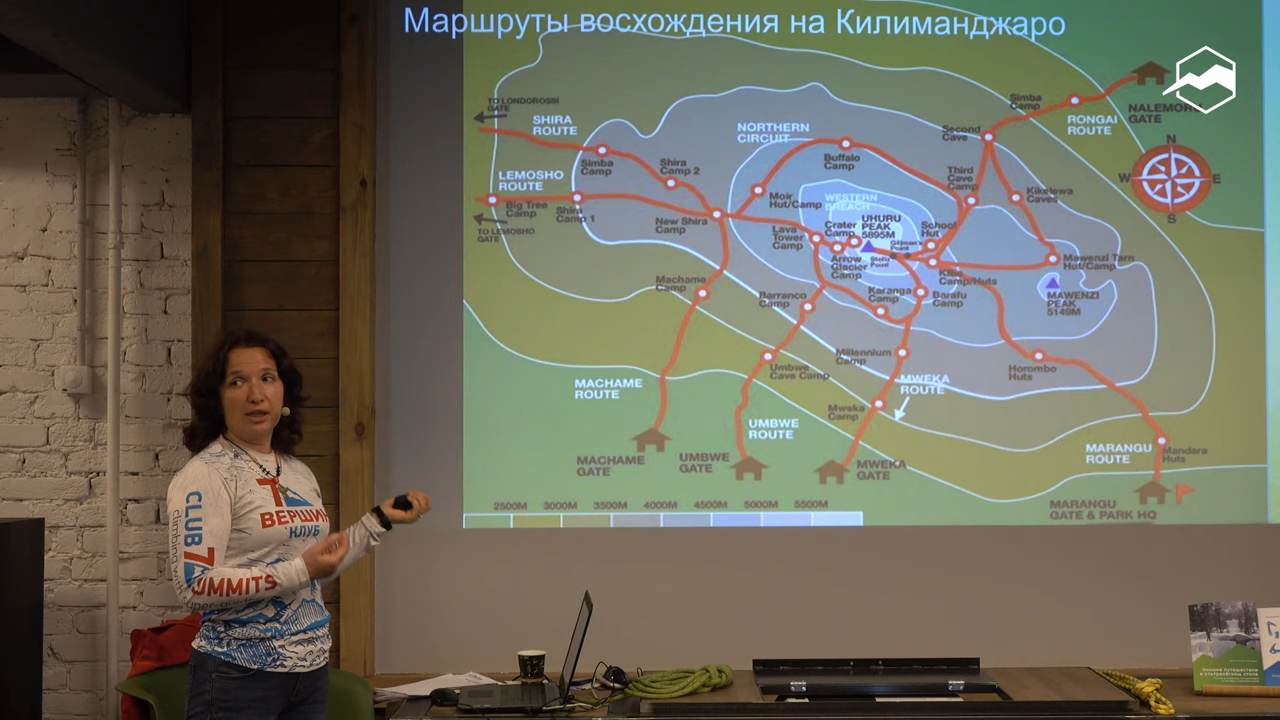 Маршруты восхождения на Килиманджаро
TO LONDOROSSI
GATE
SHIRA
ROUTE
Simba
Camp
Shira
Camp 2
LEMOSHO
ROUTE
Big Tree
Camp
Shira
Camp 1
TO LEMOSHO
GATE
New Shira
NORTHERN
CIRCUIT
Buffalo
Camp
Moir
Hut/Camp
WESTERN
BREACH
UHURU
PEAK
5895M
Lava
Tower
Camp
Crater
Camp
Arrow
Glacier
Camp
Stella
Point
Gillman's
Point
School
Hut
Second
Cave
Third
Cave
Camp
Simba
Camp
RONGAI
ROUTE
NALEMORU
GATE
N
W
E
S
Kikelewa
Caves
Mawenzi Tarn
Hut/Camp
MAWENZI
PEAK
5149M
Kibo
Camp/Huts
Machame
Camp
Barranco
Camp
Karanga
Camp
Barafu
Camp
Millennium
Camp
Umbwe
Cave Camp
Horombo
Huts
MWEKA
ROUTE
Mweka
Camp
MACHAME
ROUTE
UMBWE
ROUTE
MACHAME
GATE
UMBWE
GATE
MWEKA
GATE
MARANGU
ROUTE
Mandara
Huts
MARANGU
GATE & PARK HQ
2500M 3000M 3500M 4000M 4500M 5000M 5500M
7
ВЕРШИН
КЛУБ
CLUB 7
SUMMITS
climbing with super-guide